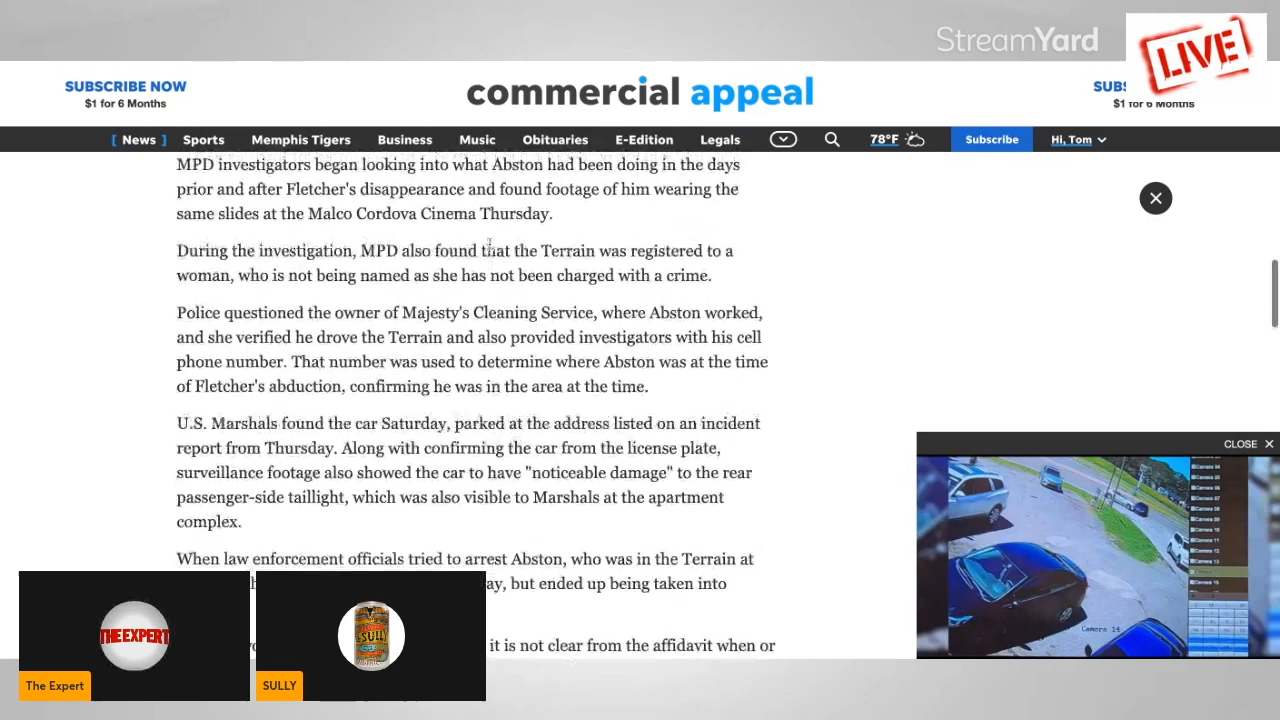 StreamYard
LIVE
SUBSCRIBE NOW
$1 for 6 Months
commercial appeal
SUBS
$1 for 6 Months
[ News ] Sports Memphis Tigers Business Music Obituaries E-Edition Legals 78°F Subscribe Hi, Tom
MPD investigators began looking into what Abston had been doing in the days
prior and after Fletcher's disappearance and found footage of him wearing the
same slides at the Malco Cordova Cinema Thursday.
During the investigation, MPD also found that the Terrain was registered to a
woman, who is not being named as she has not been charged with a crime.
Police questioned the owner of Majesty's Cleaning Service, where Abston worked,
and she verified he drove the Terrain and also provided investigators with his cell
phone number. That number was used to determine where Abston was at the time
of Fletcher's abduction, confirming he was in the area at the time.
U.S. Marshals found the car Saturday, parked at the address listed on an incident
report from Thursday. Along with confirming the car from the license plate,
surveillance footage also showed the car to have "noticeable damage" to the rear
passenger-side taillight, which was also visible to Marshals at the apartment
complex.
When law enforcement officials tried to arrest Abston, who was in the Terrain at
ay, but ended up being taken into
it is not clear from the affidavit when or
CLOSE
Camera 14
THE EXPERT
SULLY
The Expert
SULLY